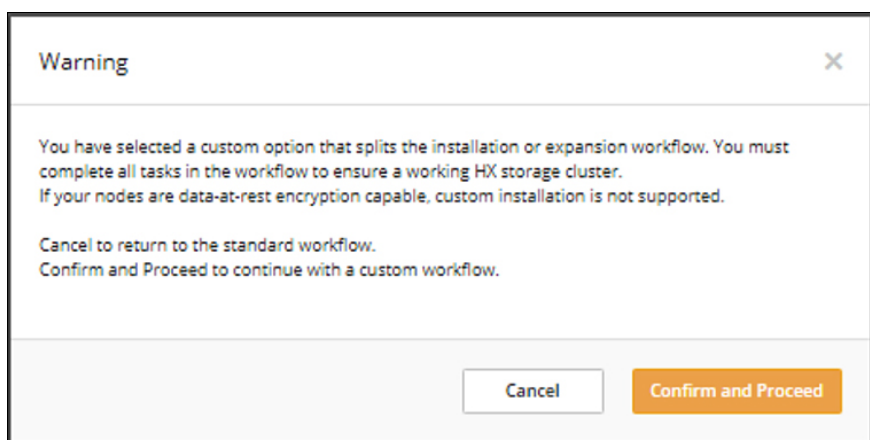 Warning
You have selected a custom option that splits the installation or expansion workflow. You must
complete all tasks in the workflow to ensure a working HX storage cluster.
If your nodes are data-at-rest encryption capable, custom installation is not supported.
Cancel to return to the standard workflow.
Confirm and Proceed to continue with a custom workflow.
Cancel
Confirm and Proceed